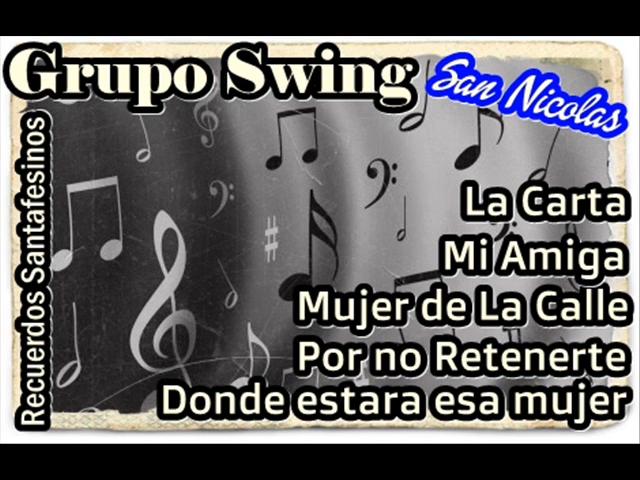 Grupo Swing
San Nicolas
Recuerdos Santafesinos
La Carta
Mi Amiga
Mujer de La Calle
Por no Retenerte
Donde estara esa mujer